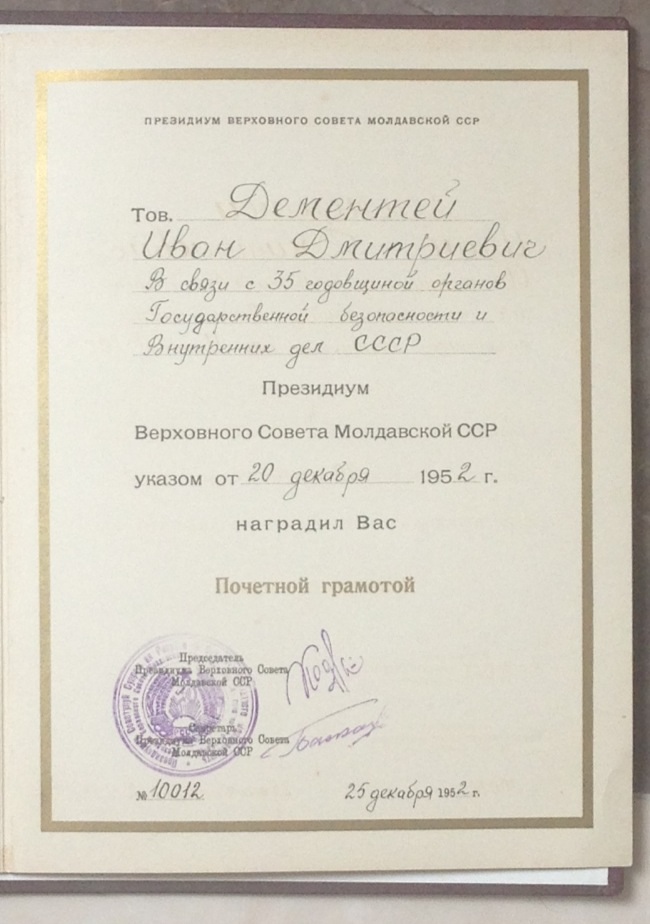 ПРЕЗИДИУМ ВЕРХОВНОГО СОВЕТА МОЛДАВСКОЙ ССР
Тов. Дементей
Иван Дмитриевич
В связи с 35 годовщиной органов
Государственной безопасности и
Внутренних дел СССР
Президиум
Верховного Совета Молдавской ССР
указом от 20 декабря 1952 г.
наградил Вас
Почетной грамотой
Председатель
Президиума Верховного Совета
Молдавской ССР
Секретарь
Президиума Верховного Совета
Молдавской ССР
№ 10012
25 декабря 1952 г.